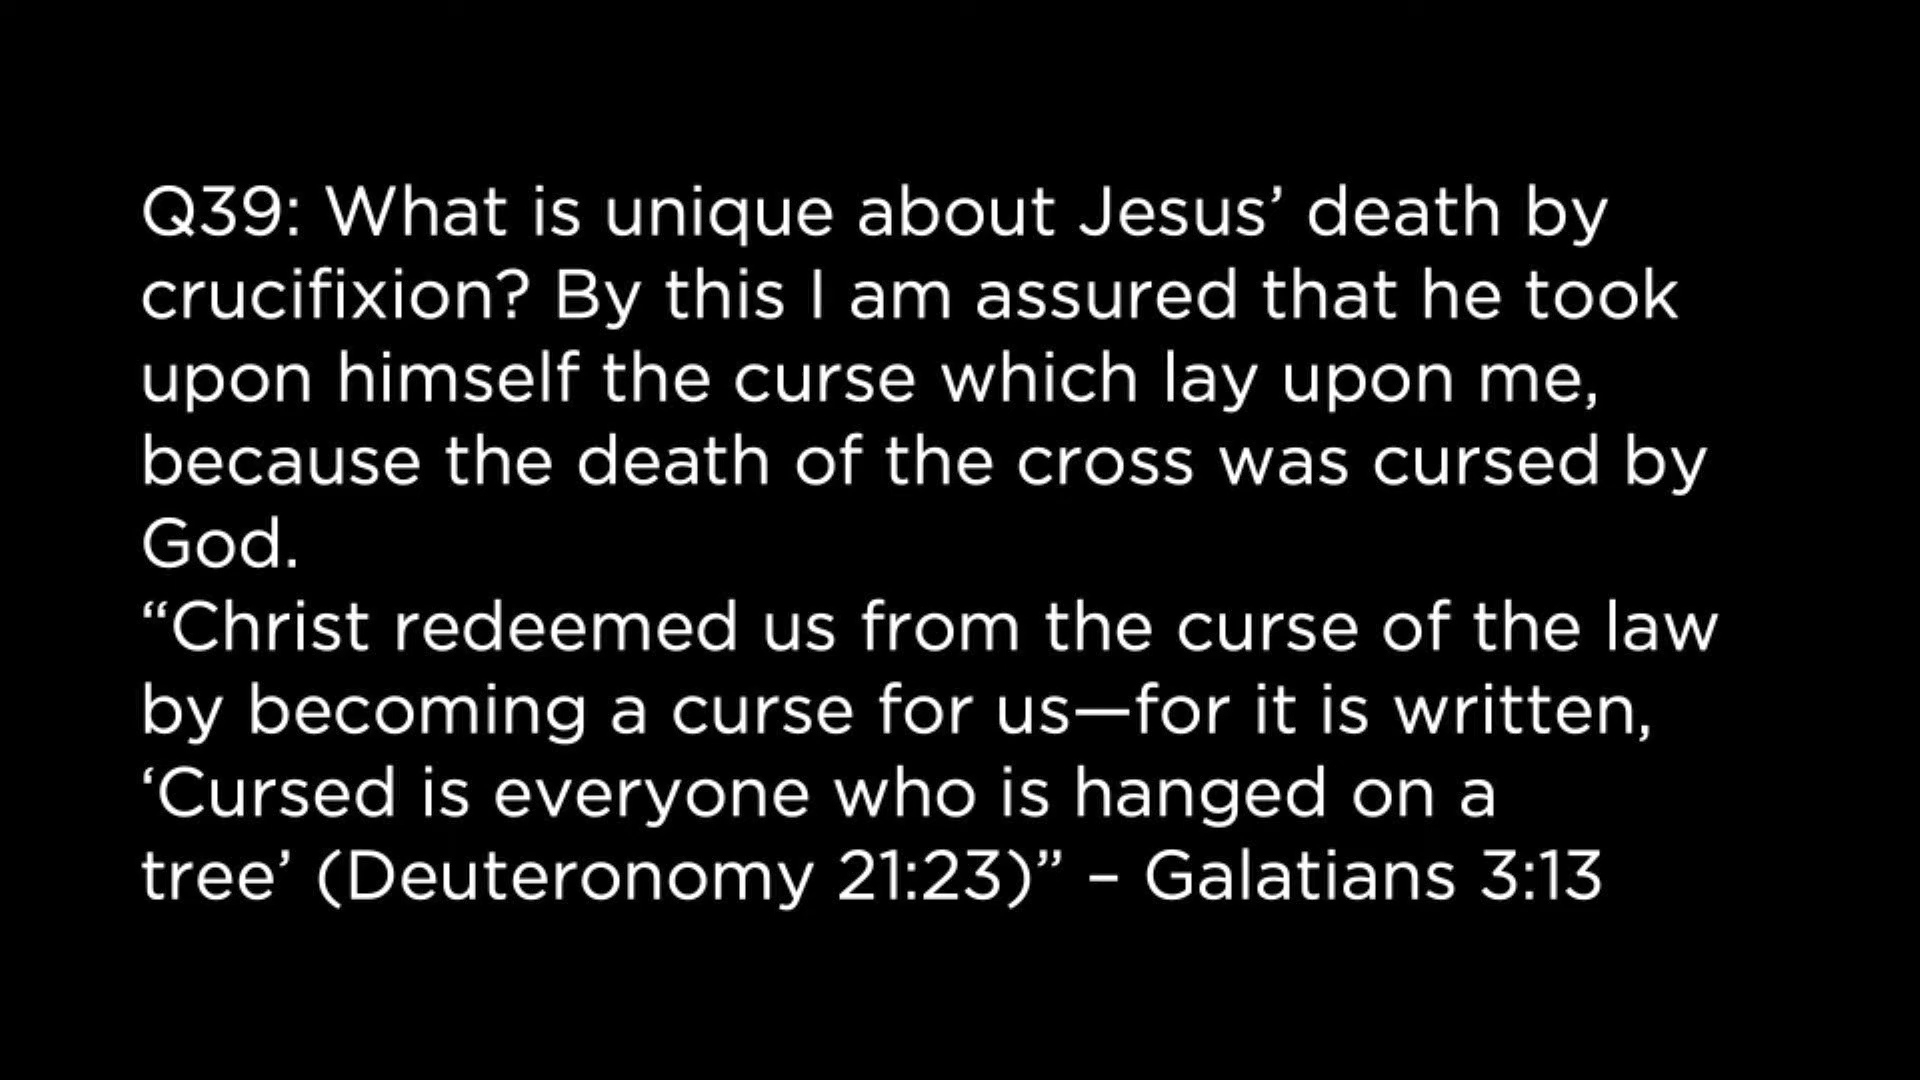 Q39: What is unique about Jesus’ death by
crucifixion? By this I am assured that he took
upon himself the curse which lay upon me,
because the death of the cross was cursed by
God.
“Christ redeemed us from the curse of the law
by becoming a curse for us—for it is written,
‘Cursed is everyone who is hanged on a
tree’ (Deuteronomy 21:23)” – Galatians 3:13